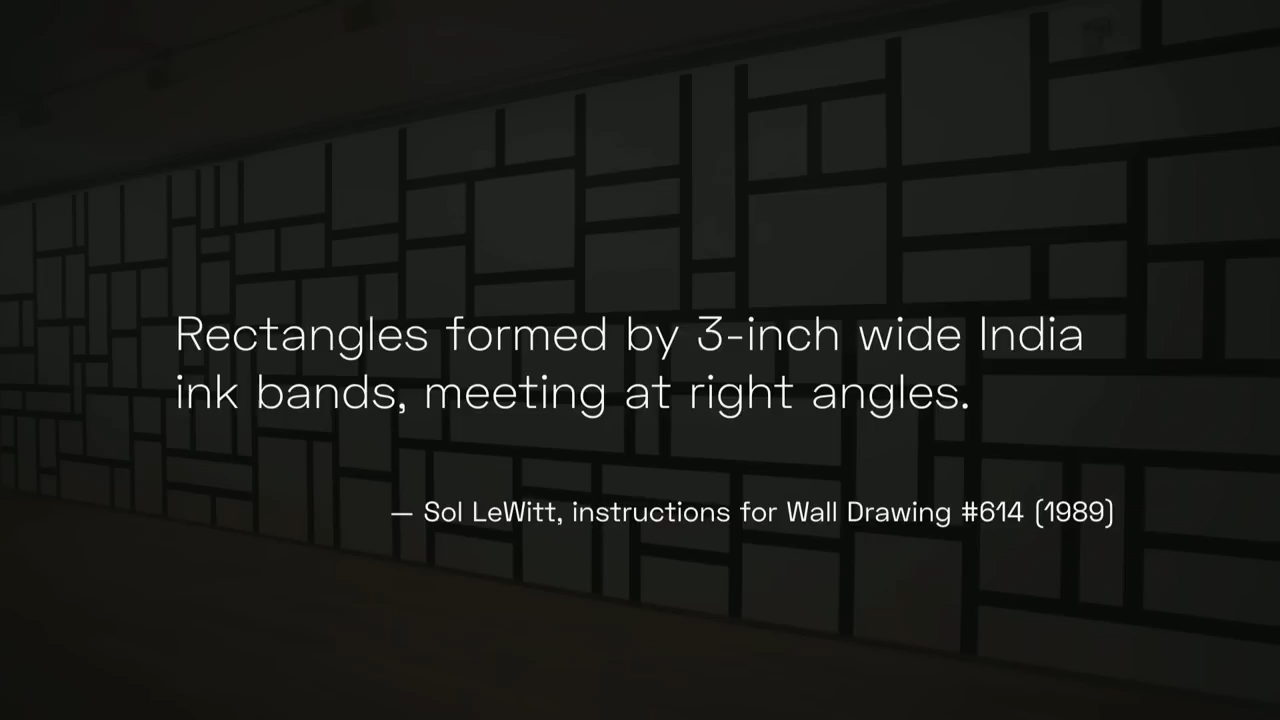 Rectangles formed by 3-inch wide India
ink bands, meeting at right angles.
— Sol LeWitt, instructions for Wall Drawing #614 (1989)